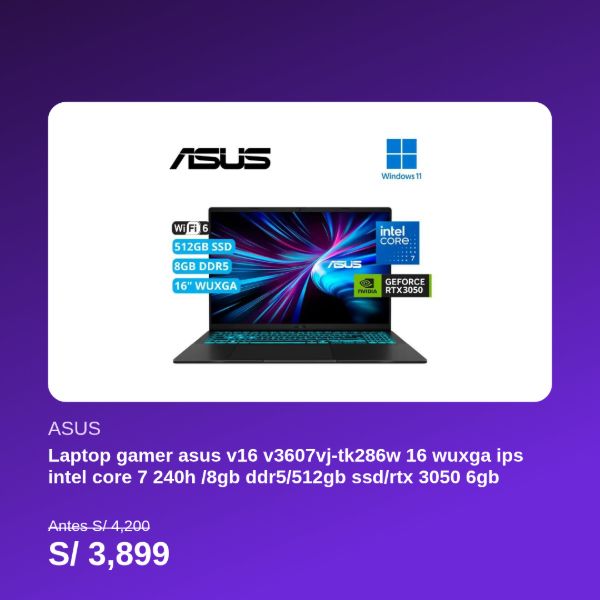 ASUS
Windows 11
WiFi 6
512GB SSD
8GB DDR5
16" WUXGA
intel
CORE
7
ASUS
NVIDIA
GEFORCE
RTX3050
ASUS
Laptop gamer asus v16 v3607vj-tk286w 16 wuxga ips
intel core 7 240h /8gb ddr5/512gb ssd/rtx 3050 6gb
Antes S/ 4,200
S/ 3,899